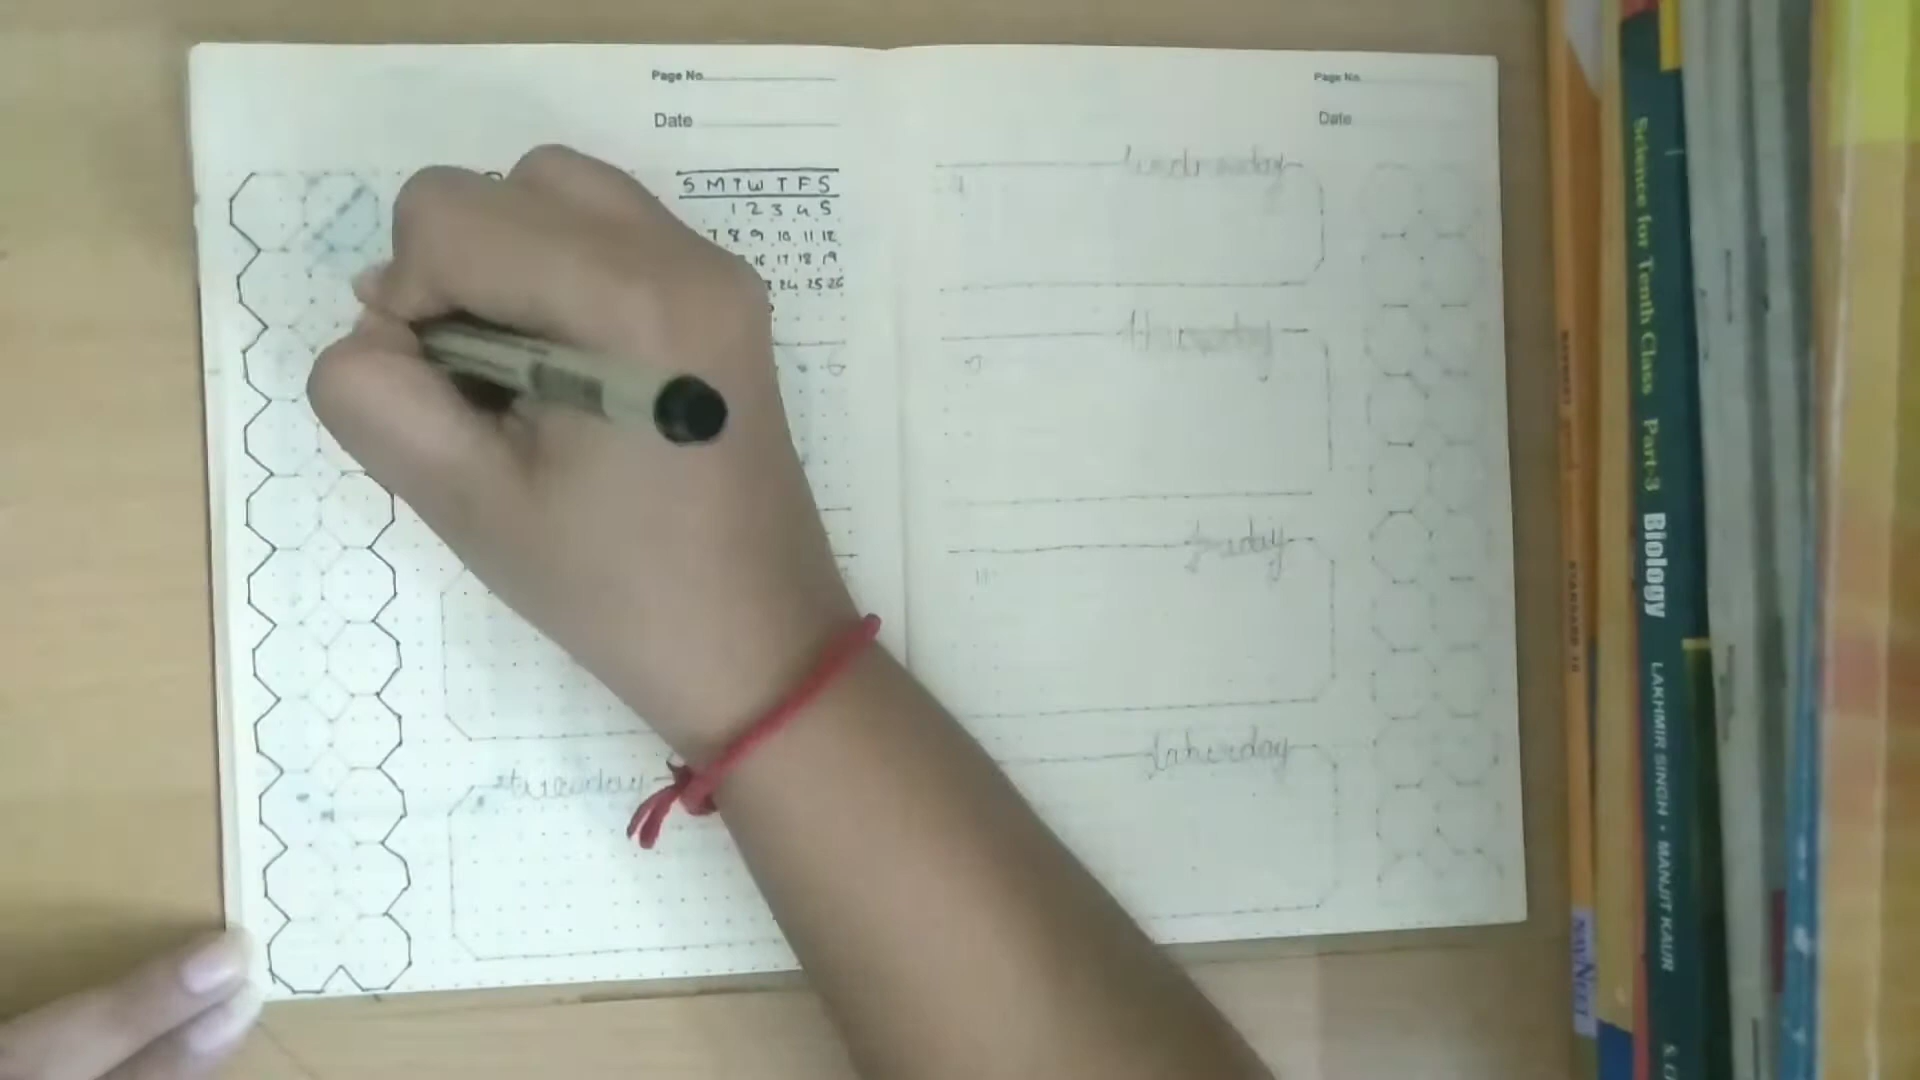 Page No.
Date
S M T W T F S
1 2 3 4 5
7 8 9 10 11 12
16 17 18 19
24 25 26
6
tuesday
Page No.
Date
Wednesday
Thursday
friday
11
Saturday
Science for Tenth Class Part-3 Biology LAKHMIR SINGH • MANJIT KAUR